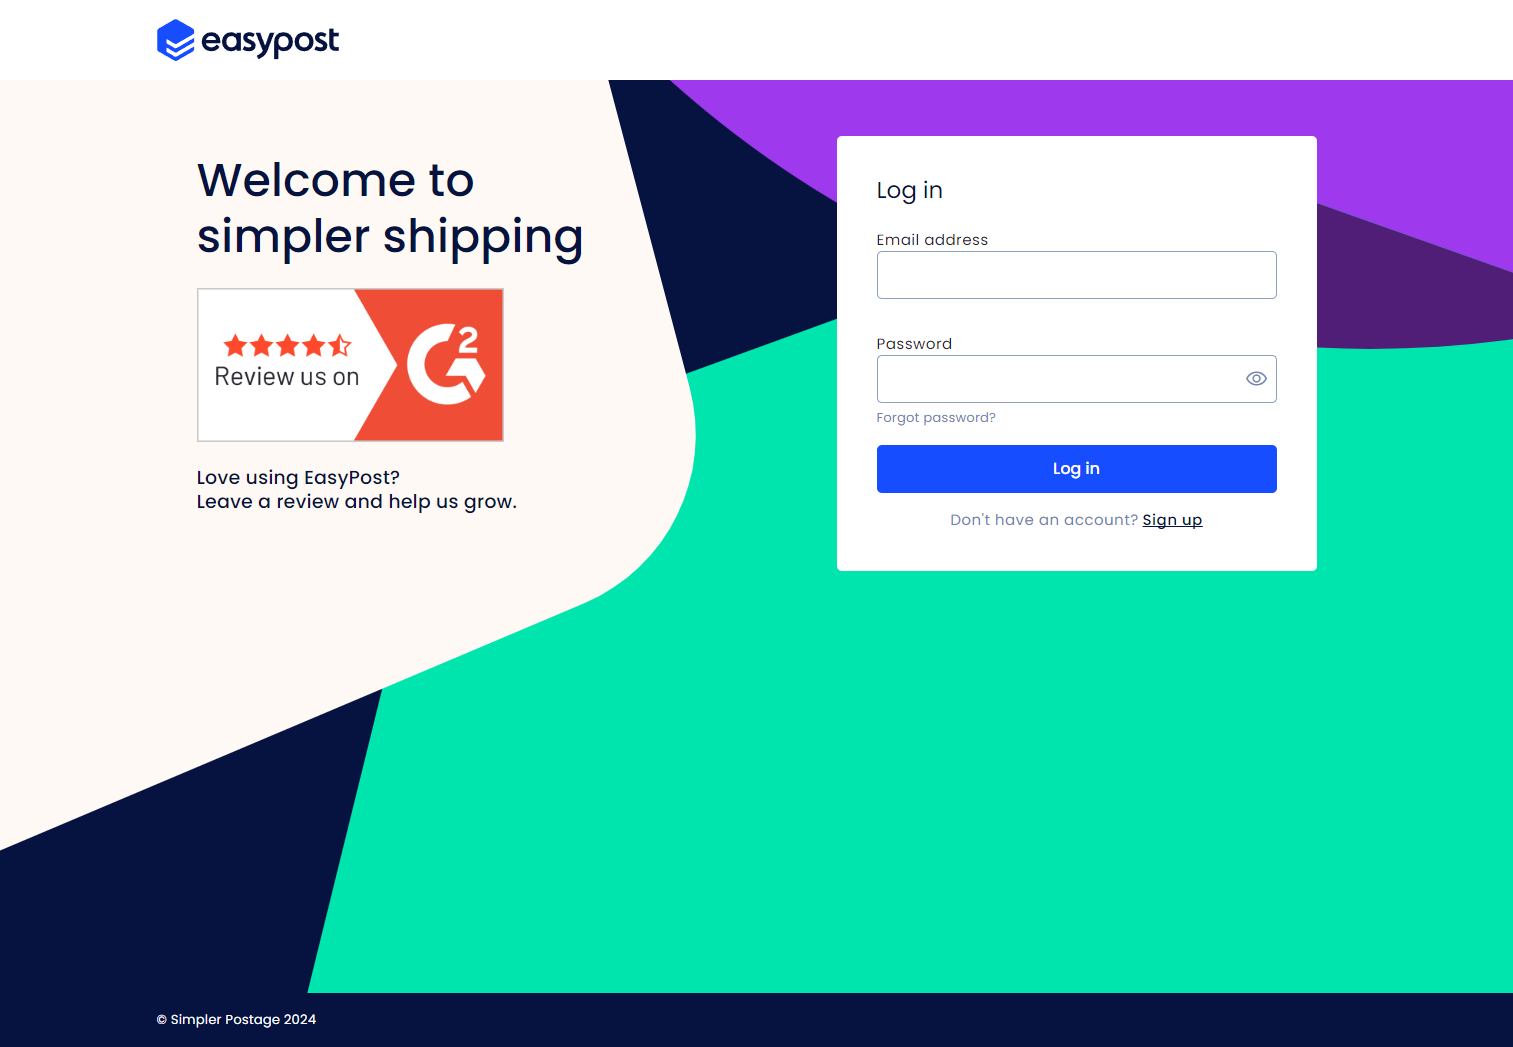 easypost
Welcome to
simpler shipping
Review us on
G2
Love using EasyPost?
Leave a review and help us grow.
Log in
Email address
Password
Forgot password?
Log in
Don't have an account? Sign up
© Simpler Postage 2024